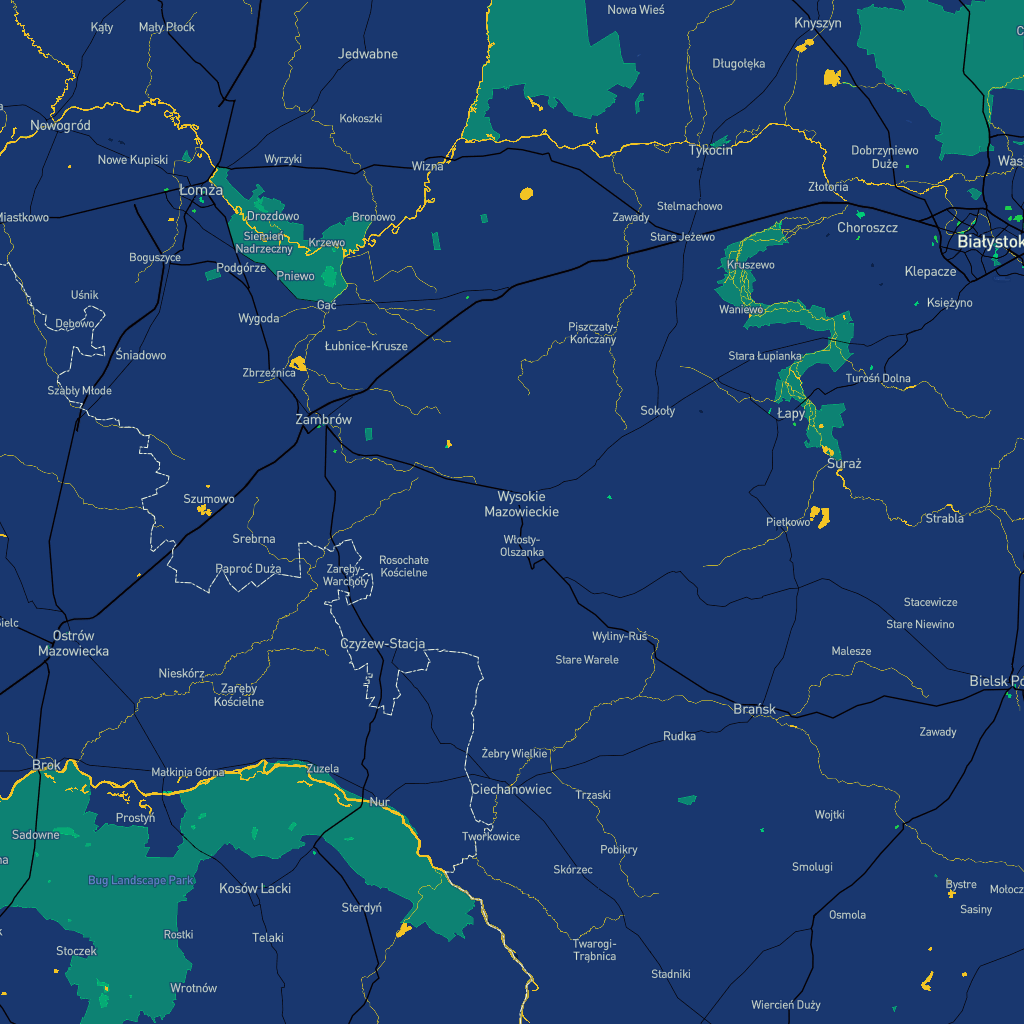 Nowa Wieś
Kąty
Mały Płock
Knyszyn
Jedwabne
Długołęka
Kokoszki
Nowogród
Tykocin
Dobrzyniewo
Duże
Nowe Kupiski
Wyrzyki
Wizna
Łomża
Złotoria
Miastkowo
Drozdowo
Bronowo
Zawady
Stelmachowo
Choroszcz
Siemień
Nadrzeczny
Krzewo
Stare Jeżewo
Białystok
Boguszyce
Podgórze
Pniewo
Kruszewo
Klepacze
Uśnik
Gać
Wygoda
Waniewo
Księżyno
Dębowo
Piszczaty-
Kończany
Śniadowo
Łubnice-Krusze
Stara Łupianka
Zbrzeźnica
Turośń Dolna
Szabły Młode
Sokoły
Łapy
Zambrów
Suraż
Szumowo
Wysokie
Mazowieckie
Pietkowo
Strabla
Srebrna
Włosty-
Olszanka
Paproć Duża
Zaręby-
Warchoły
Rosochate
Kościelne
Stacewicze
Stare Niewino
Ostrów
Mazowiecka
Czyżew-Stacja
Wyliny-Ruś
Malesze
Stare Warele
Nieskórz
Zaręby
Kościelne
Bielsk Po
Brańsk
Rudka
Zawady
Żebry Wielkie
Brok
Małkinia Górna
Zuzela
Ciechanowiec
Trzaski
Nur
Prostyń
Wojtki
Sadowne
Tworkowice
Pobikry
Skórzec
Smolugi
Bug Landscape Park
Kosów Lacki
Bystre
Mołocz
Sterdyń
Osmola
Sasiny
Rostki
Telaki
Stoczek
Twarogi-
Trąbnica
Stadniki
Wrotnów
Wiercień Duży